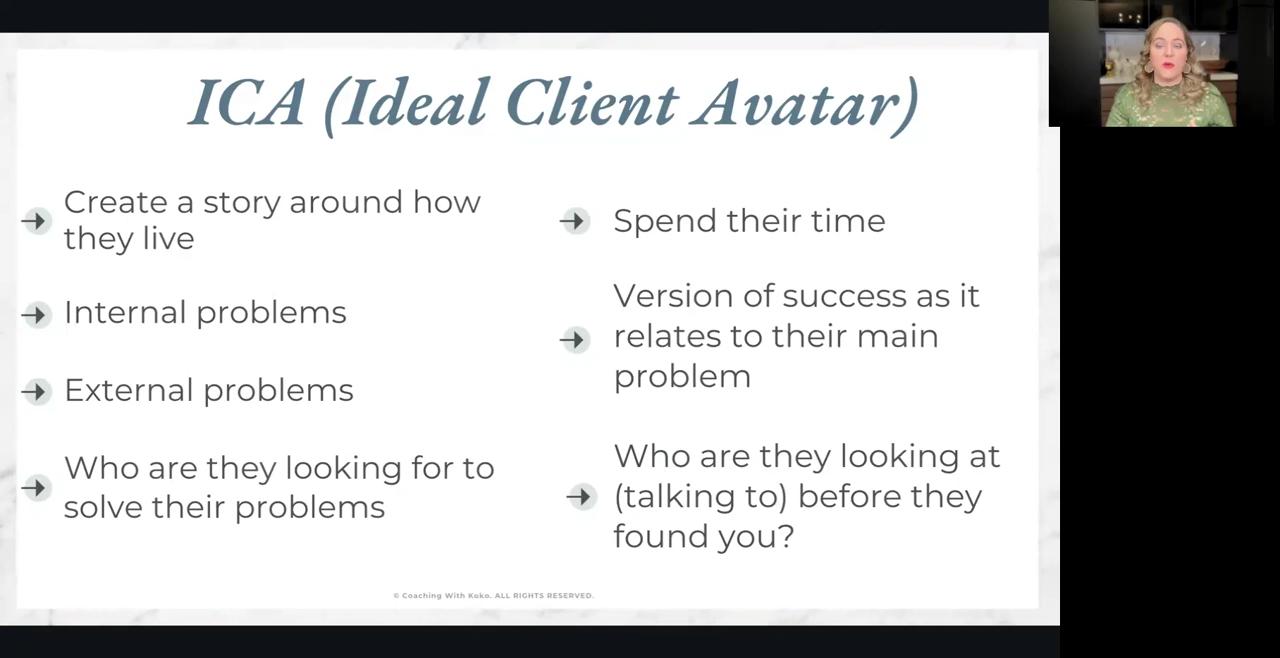 ICA (Ideal Client Avatar)
Create a story around how
they live
Internal problems
External problems
Who are they looking for to
solve their problems
Spend their time
Version of success as it
relates to their main
problem
Who are they looking at
(talking to) before they
found you?
© Coaching With Koko. ALL RIGHTS RESERVED.